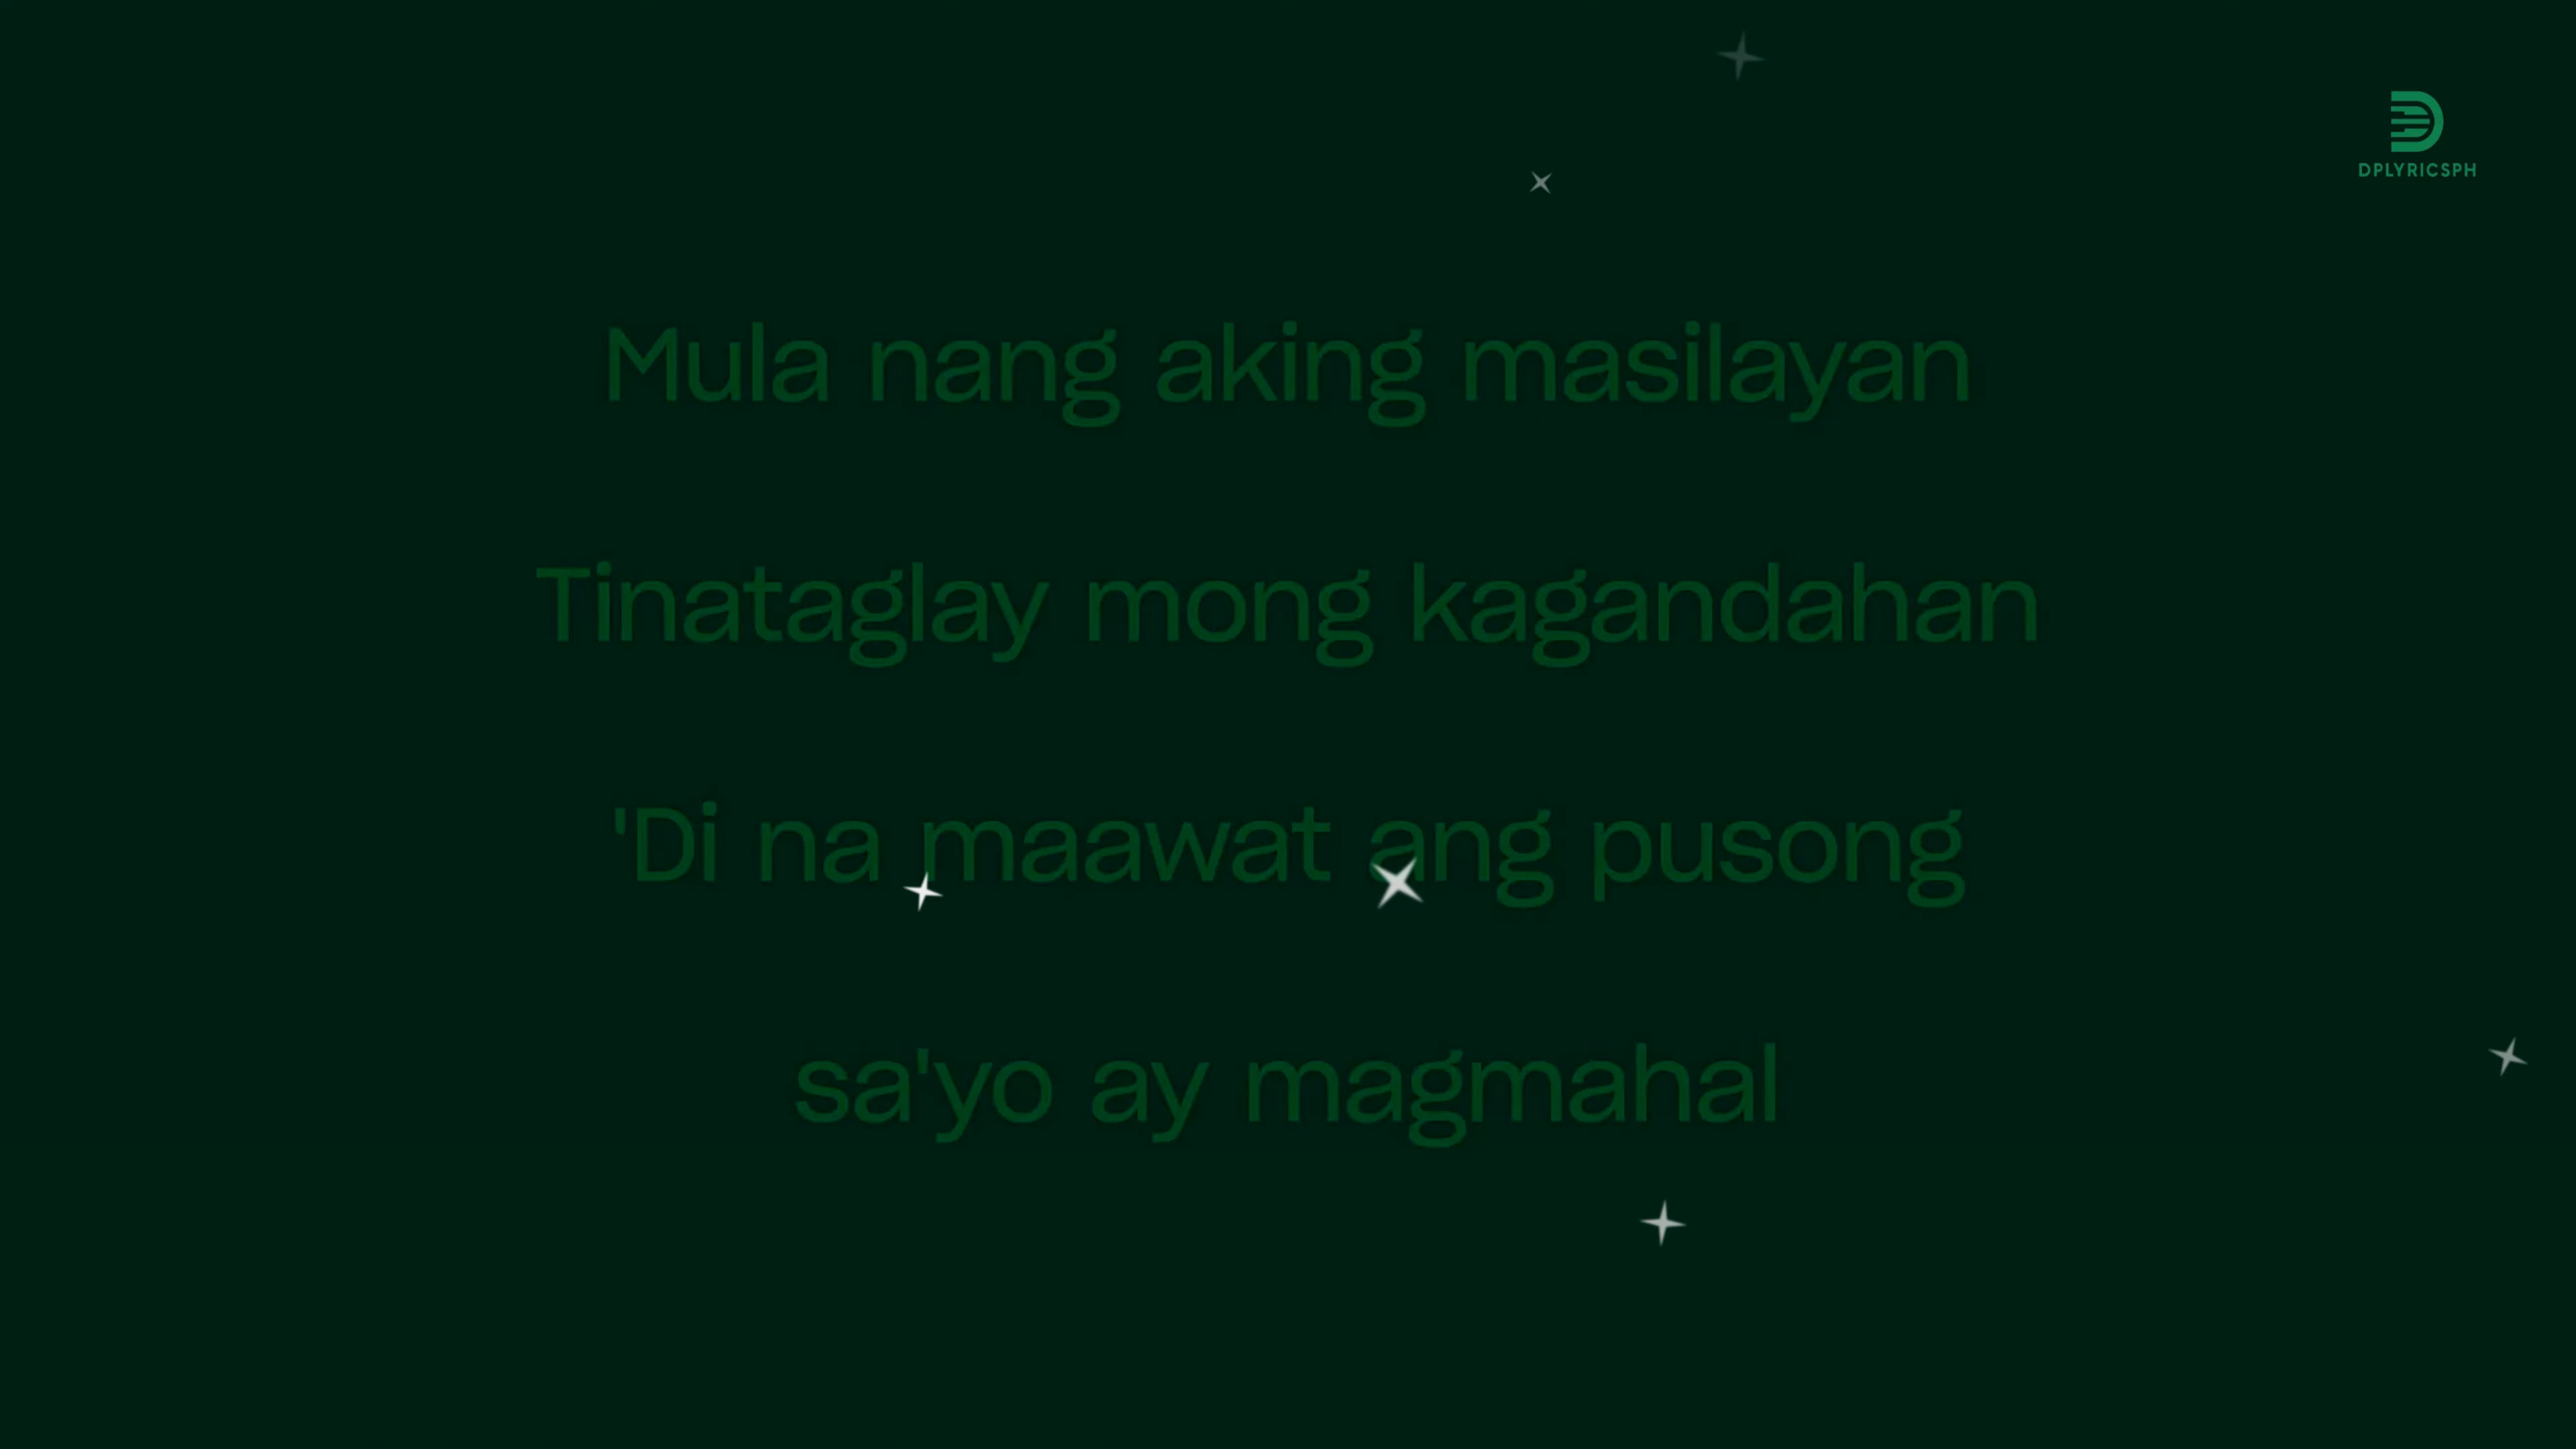 DPLYRICSPH
Mula nang aking masilayan
Tinataglay mong kagandahan
'Di na maawat ang pusong
sa'yo ay magmahal